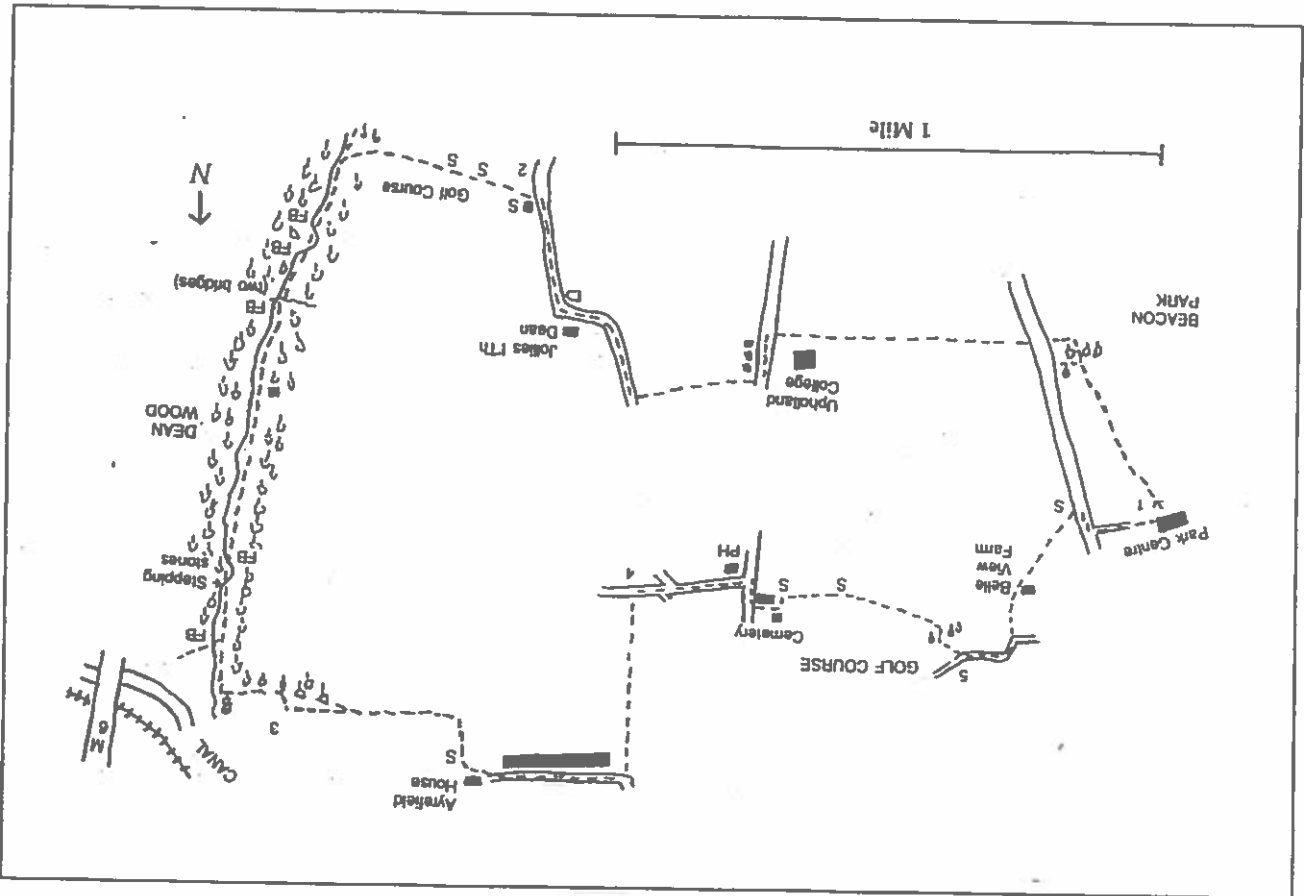 Ayrefield
House
CANAL
M
6
S
3
5
GOLF COURSE
Cemetery
FB
Belle
View
Farm
S
S
PH
4
Stepping
stones
Park Centre
1
S
FB
DEAN
WOOD
Upholland
College
Jollies I'Th
Dean
BEACON
PARK
D
FB
(two bridges)
FB
FB
S
Golf Course
2
S
S
N
1 Mile